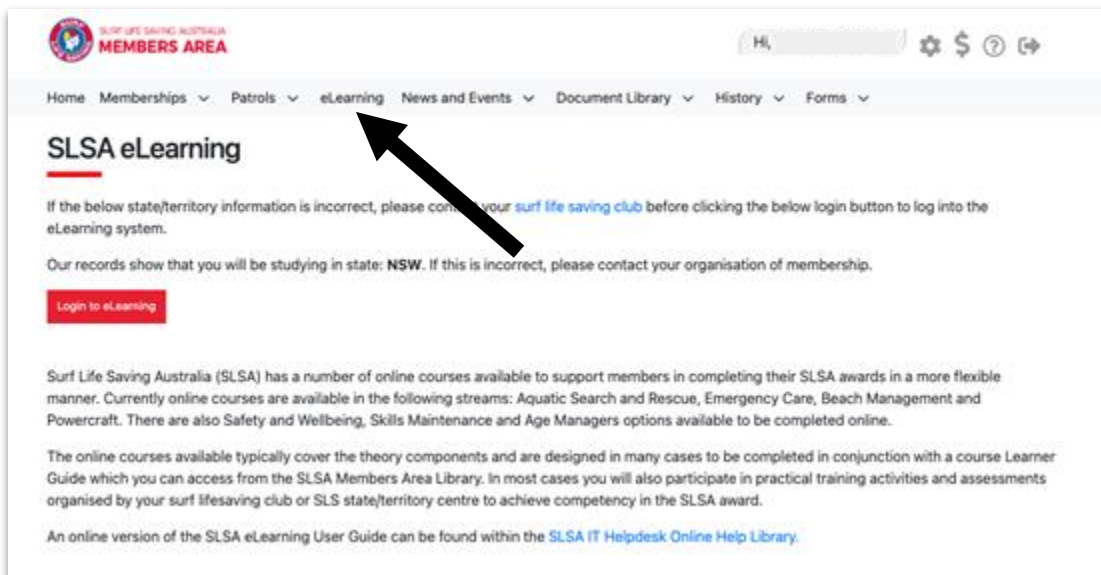 SURF LIFE SAVING AUSTRALIA
MEMBERS AREA
Hi,
Home Memberships Patrols eLearning News and Events Document Library History Forms
SLSA eLearning
If the below state/territory information is incorrect, please your surf life saving club before clicking the below login button to log into the
eLearning system.
Our records show that you will be studying in state: NSW. If this is incorrect, please contact your organisation of membership.
Login to eLearning
Surf Life Saving Australia (SLSA) has a number of online courses available to support members in completing their SLSA awards in a more flexible
manner. Currently online courses are available in the following streams: Aquatic Search and Rescue, Emergency Care, Beach Management and
Powercraft. There are also Safety and Wellbeing, Skills Maintenance and Age Managers options available to be completed online.
The online courses available typically cover the theory components and are designed in many cases to be completed in conjunction with a course Learner
Guide which you can access from the SLSA Members Area Library. In most cases you will also participate in practical training activities and assessments
organised by your surf lifesaving club or SLS state/territory centre to achieve competency in the SLSA award.
An online version of the SLSA eLearning User Guide can be found within the SLSA IT Helpdesk Online Help Library.